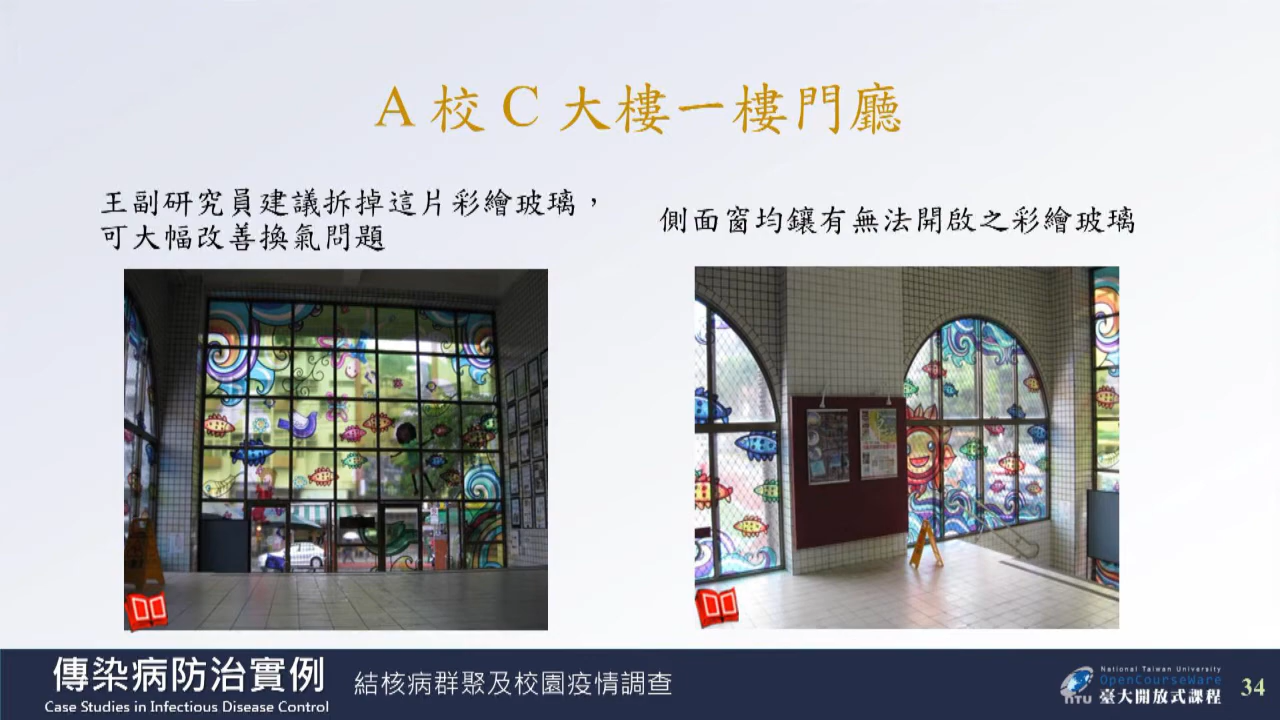 A 校 C 大樓一樓門廳
王副研究員建議拆掉這片彩繪玻璃，
可大幅改善換氣問題
側面窗均鑲有無法開啟之彩繪玻璃
傳染病防治實例
Case Studies in Infectious Disease Control
結核病群聚及校園疫情調查
National Taiwan University
OpenCourseWare
NTU 臺大開放式課程
34